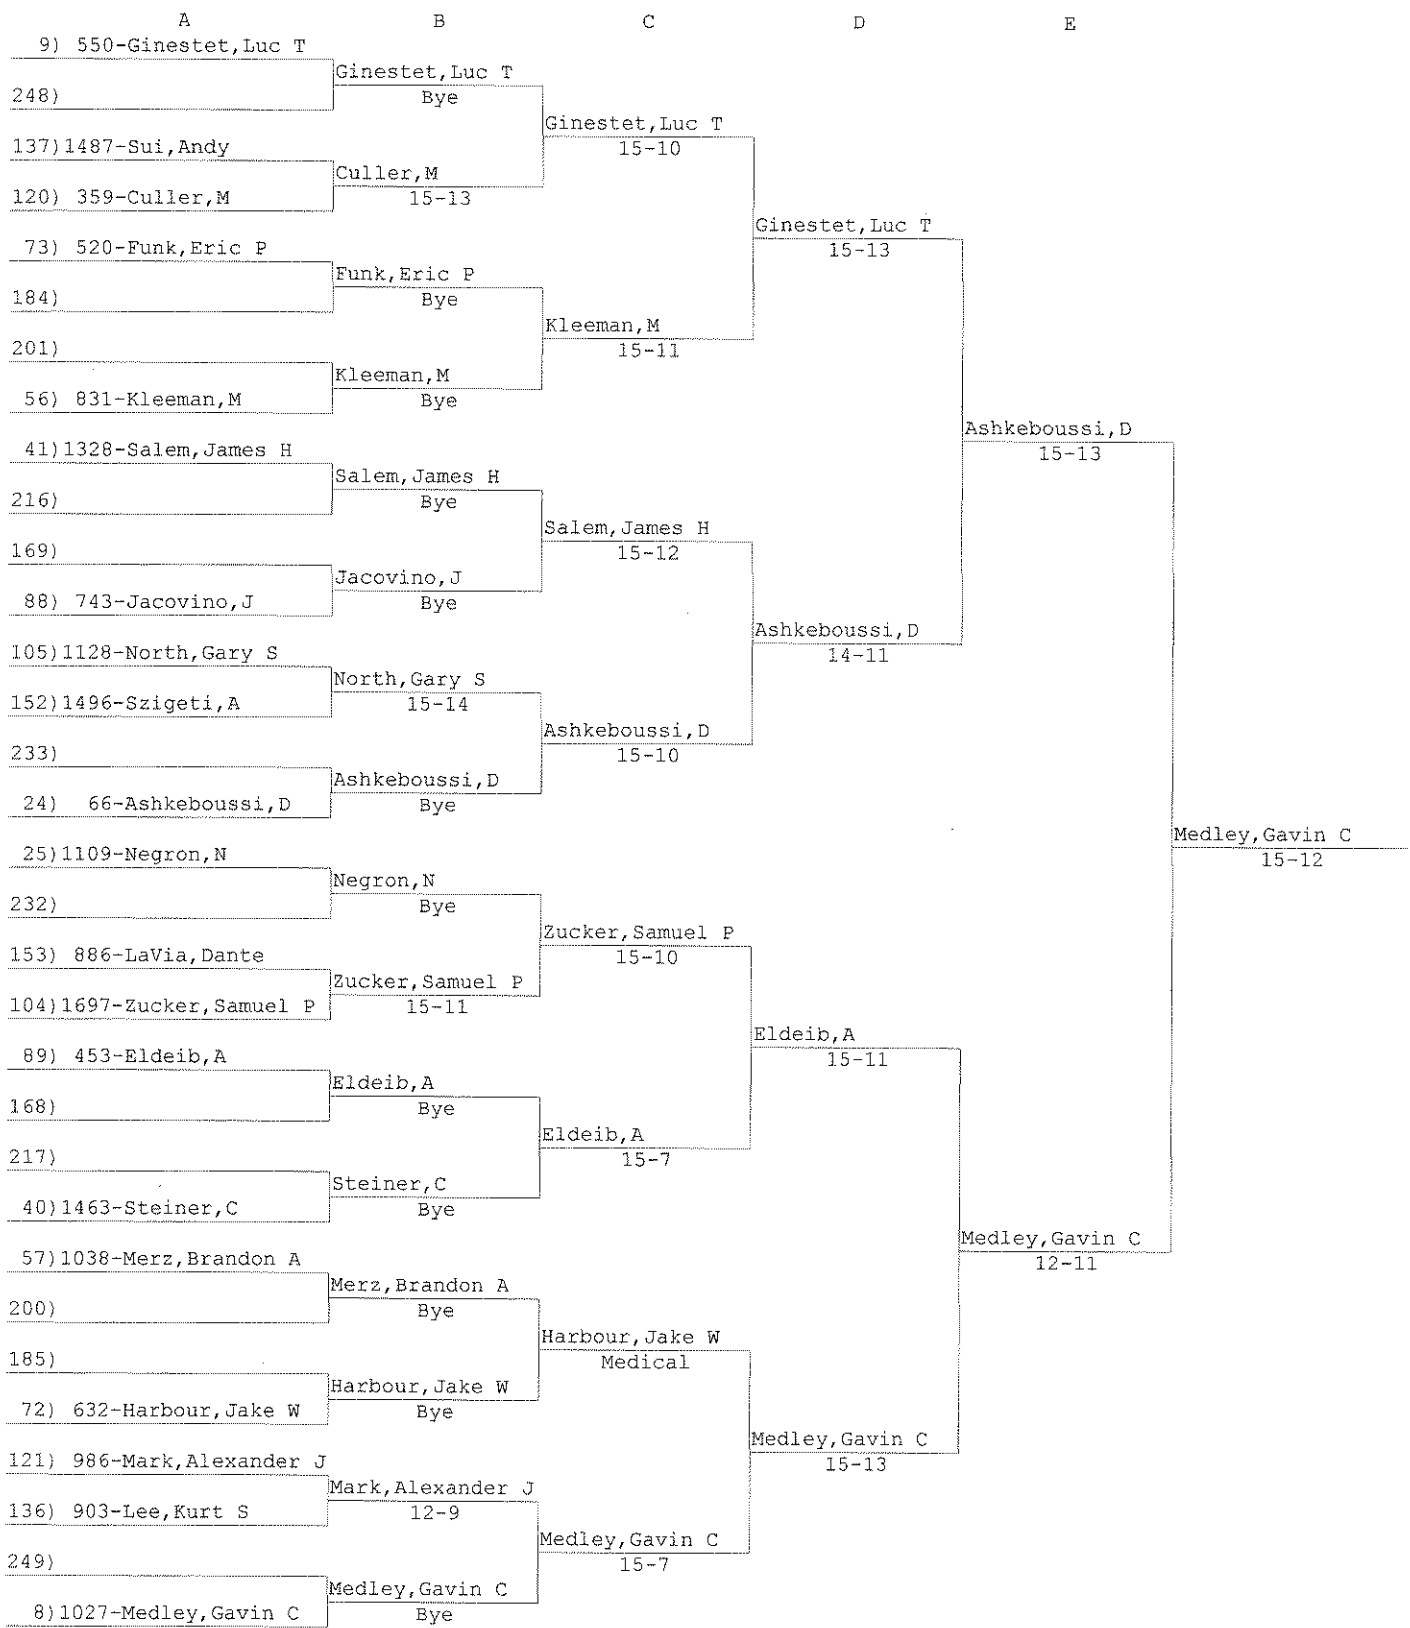 A B C D E
9) 550-Ginestet,Luc T
Ginestet,Luc T
248)
Bye
Ginestet,Luc T
137)1487-Sui,Andy
15-10
Culler,M
120) 359-Culler,M
15-13
Ginestet,Luc T
73) 520-Funk,Eric P
15-13
Funk,Eric P
184)
Bye
Kleeman,M
201)
15-11
Kleeman,M
56) 831-Kleeman,M
Bye
Ashkeboussi,D
41)1328-Salem,James H
15-13
Salem,James H
216)
Bye
Salem,James H
169)
15-12
Jacovino,J
88) 743-Jacovino,J
Bye
Ashkeboussi,D
105)1128-North,Gary S
14-11
North,Gary S
152)1496-Szigeti,A
15-14
Ashkeboussi,D
233)
15-10
Ashkeboussi,D
24) 66-Ashkeboussi,D
Bye
Medley,Gavin C
25)1109-Negron,N
15-12
Negron,N
232)
Bye
Zucker,Samuel P
153) 886-LaVia,Dante
15-10
Zucker,Samuel P
104)1697-Zucker,Samuel P
15-11
Eldeib,A
89) 453-Eldeib,A
15-11
Eldeib,A
168)
Bye
Eldeib,A
217)
15-7
Steiner,C
40)1463-Steiner,C
Bye
Medley,Gavin C
57)1038-Merz,Brandon A
12-11
Merz,Brandon A
200)
Bye
Harbour,Jake W
185)
Medical
Harbour,Jake W
72) 632-Harbour,Jake W
Bye
Medley,Gavin C
121) 986-Mark,Alexander J
15-13
Mark,Alexander J
136) 903-Lee,Kurt S
12-9
Medley,Gavin C
249)
15-7
Medley,Gavin C
8)1027-Medley,Gavin C
Bye